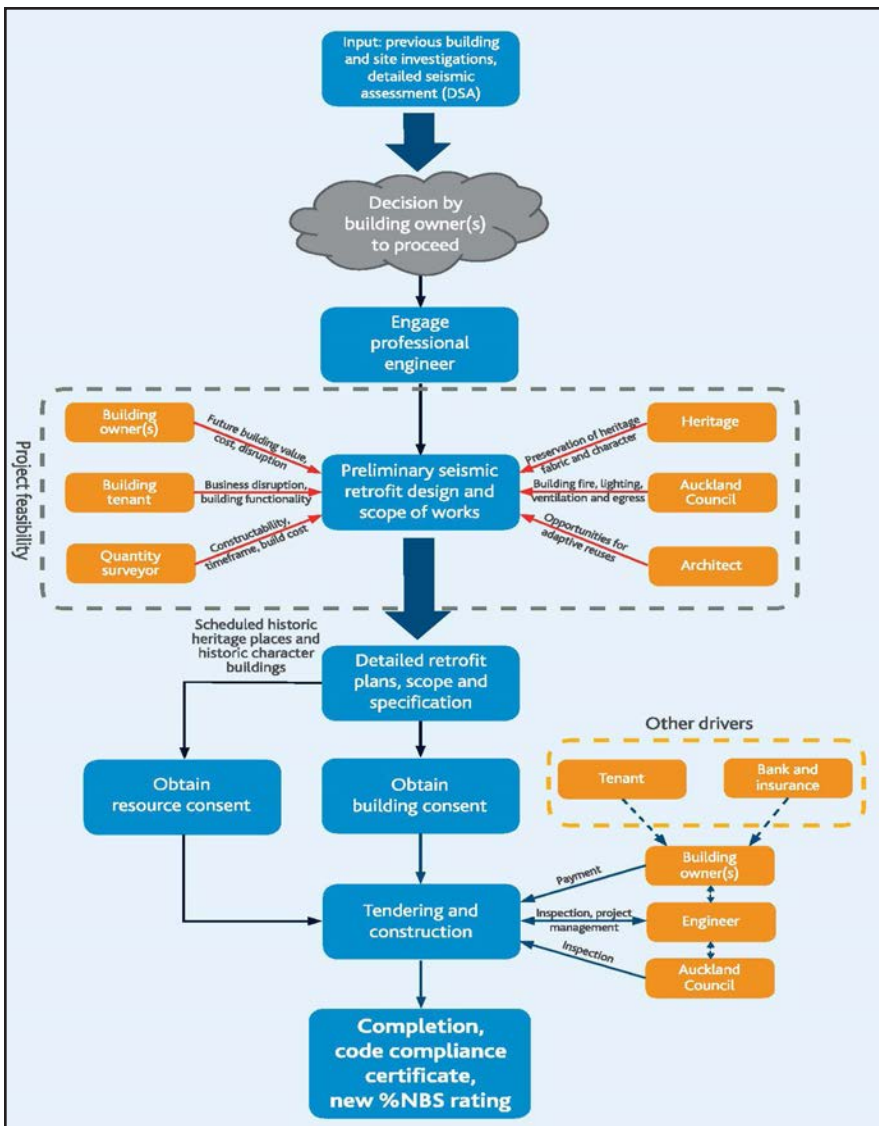 Input: previous building
and site investigations,
detailed seismic
assessment (DSA)
Decision by
building owner(s)
to proceed
Engage
professional
engineer
Project feasibility
Building
owner(s)
Future building value,
cost, disruption
Building
tenant
Business disruption,
building functionality
Quantity
surveyor
Constructability,
timeframe, build cost
Preliminary seismic
retrofit design and
scope of works
Heritage
Preservation of heritage
fabric and character
Auckland
Council
Building fire, lighting,
ventilation and egress
Architect
Opportunities for
adaptive reuses
Scheduled historic
heritage places and
historic character
buildings
Detailed retrofit
plans, scope and
specification
Obtain
resource consent
Obtain
building consent
Other drivers
Tenant
Bank and
insurance
Building
owner(s)
Payment
Tendering and
construction
Inspection, project
management
Engineer
Inspection
Auckland
Council
Completion,
code compliance
certificate,
new %NBS rating